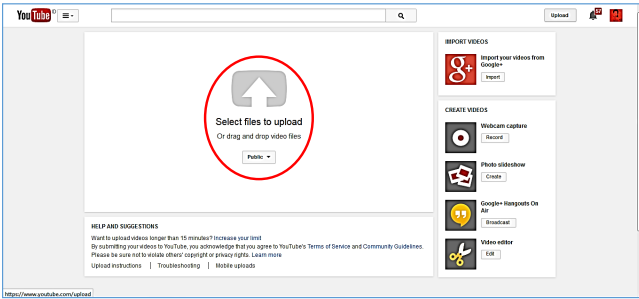 YouTube
Upload
57
Select files to upload
Or drag and drop video files
Public
IMPORT VIDEOS
Import your videos from
Google+
Import
CREATE VIDEOS
Webcam capture
Record
Photo slideshow
Create
Google+ Hangouts On
Air
Broadcast
Video editor
Edit
HELP AND SUGGESTIONS
Want to upload videos longer than 15 minutes? Increase your limit
By submitting your videos to YouTube, you acknowledge that you agree to YouTube's Terms of Service and Community Guidelines.
Please be sure not to violate others' copyright or privacy rights. Learn more
Upload instructions | Troubleshooting | Mobile uploads
https://www.youtube.com/upload